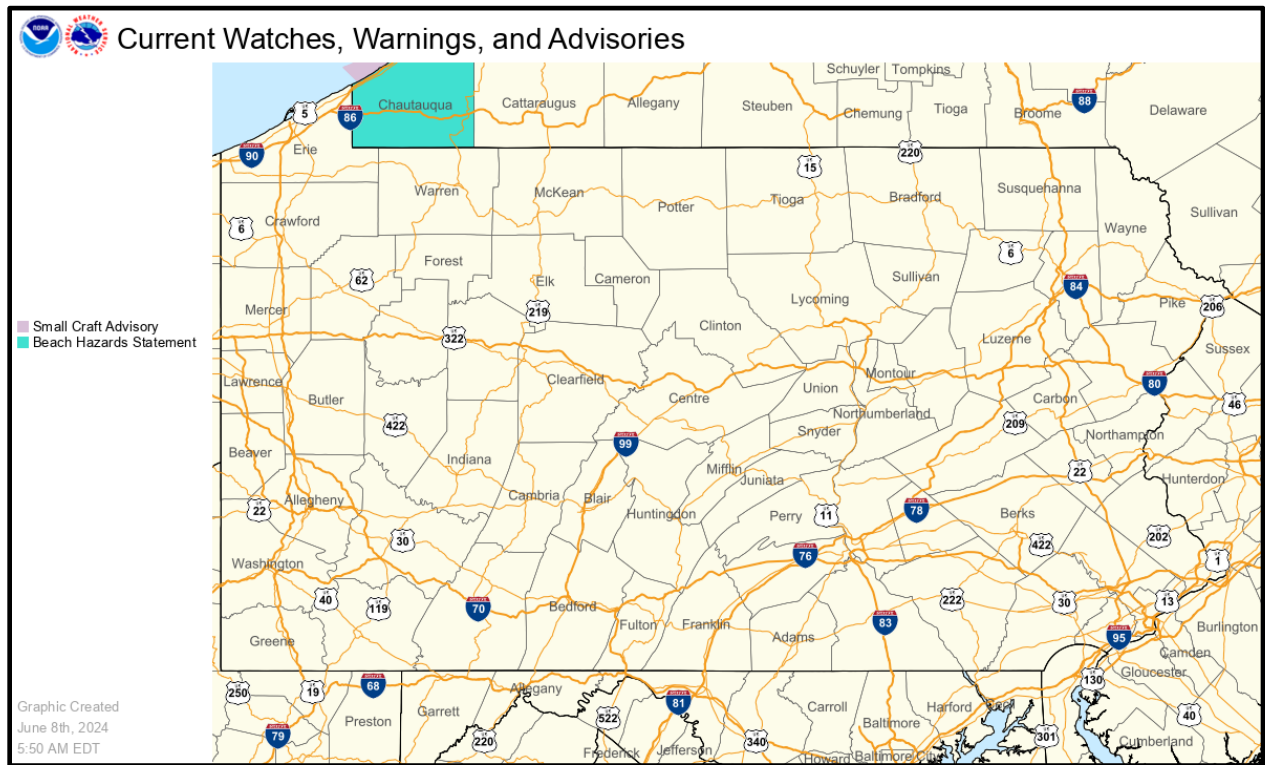 NOAA
Current Watches, Warnings, and Advisories
Schuyler
Tompkins
Chautauqua
Cattaraugus
Allegany
Steuben
Chemung
Tioga
Broome
88
Delaware
5
86
90
Erie
15
220
Warren
McKean
Potter
Tioga
Bradford
Susquehanna
Sullivan
6
Crawford
Wayne
6
Forest
62
Elk
Cameron
Sullivan
84
Mercer
219
Lycoming
Pike
206
Small Craft Advisory
Beach Hazards Statement
322
Clinton
Luzerne
Sussex
Lawrence
Butler
Clearfield
Centre
Union
Montour
Carbon
80
46
422
Northumberland
Snyder
209
Northampton
Beaver
Indiana
99
Mifflin
Juniata
22
Hunterdon
22
Allegheny
Cambria
Blair
Huntingdon
Perry
11
78
Berks
30
76
422
202
1
Washington
40
119
70
Bedford
Fulton
Franklin
Adams
83
222
30
13
95
Burlington
Camden
Greene
Gloucester
130
250
19
68
Allegany
81
Carroll
Harford
Cecil
Preston
Garrett
522
Baltimore
40
79
220
Frederick
Jefferson
340
Howard
Baltimore City
301
Cumberland
Graphic Created
June 8th, 2024
5:50 AM EDT